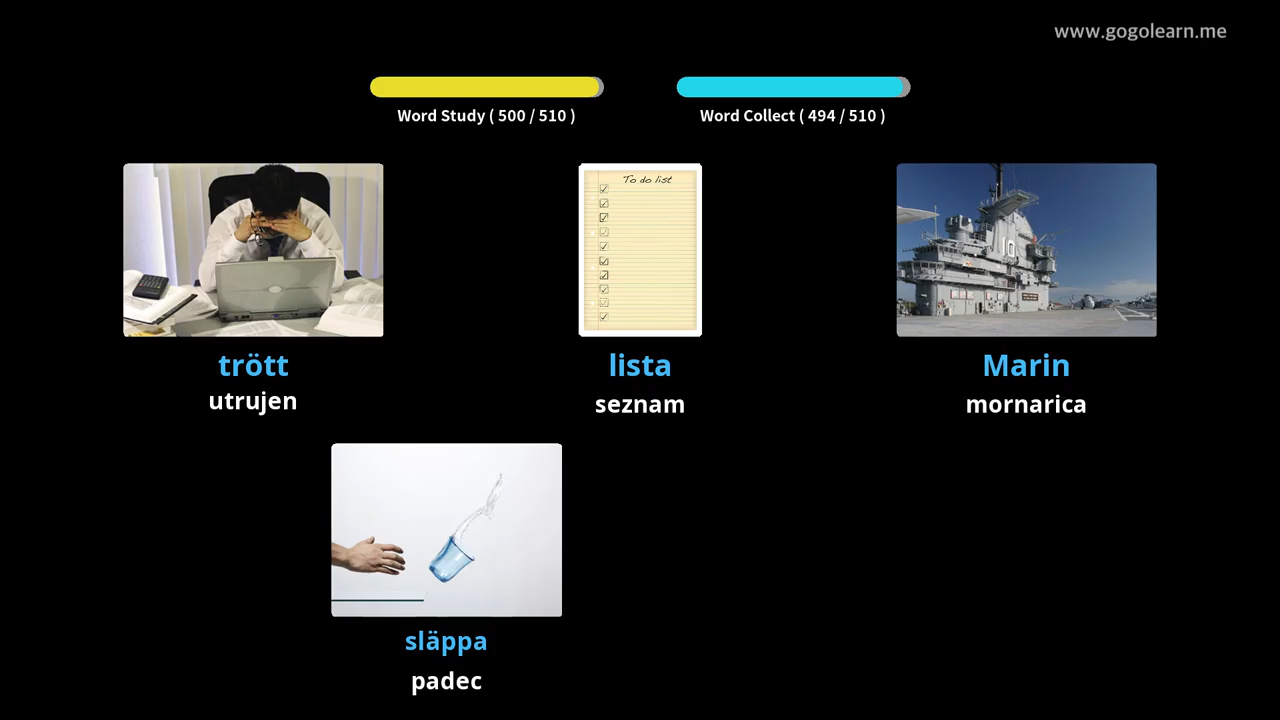 www.gogolearn.me
Word Study ( 500 / 510 )
Word Collect ( 494 / 510 )
To do list
10
trött
lista
Marin
utrujen
seznam
mornarica
släppa
padec